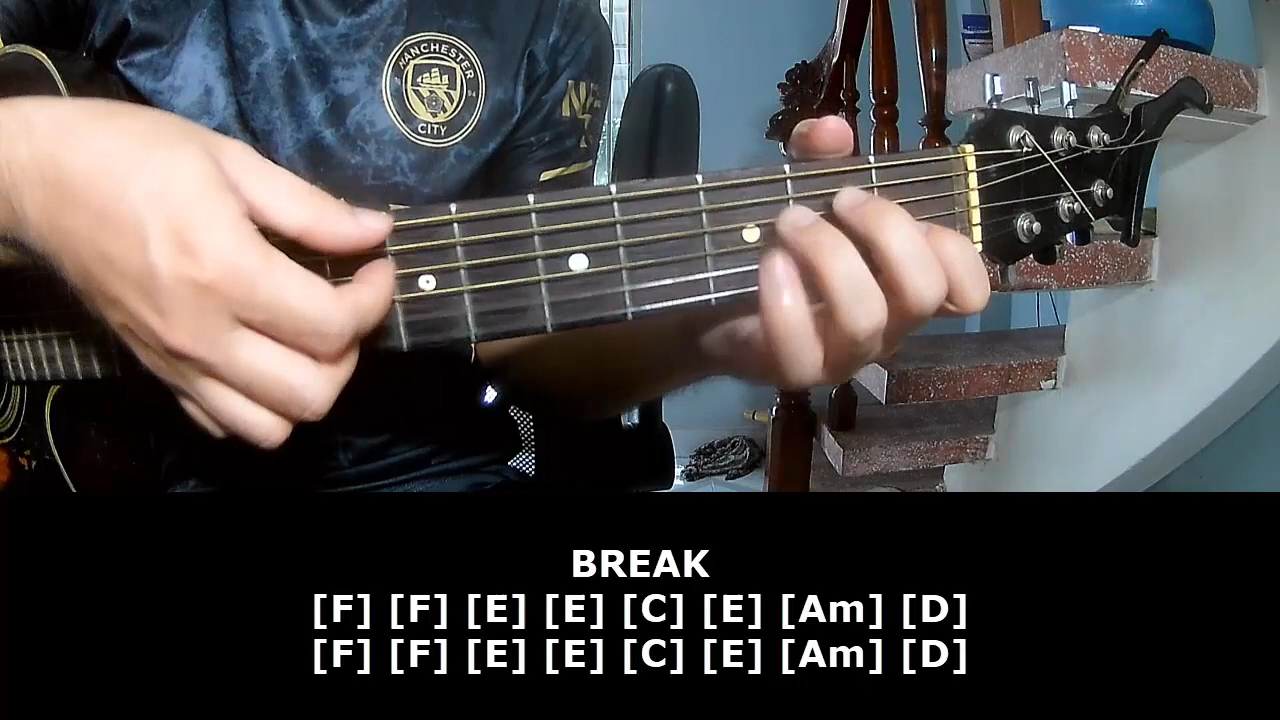 MANCHESTER
CITY
BREAK
[F] [F] [E] [E] [C] [E] [Am] [D]
[F] [F] [E] [E] [C] [E] [Am] [D]